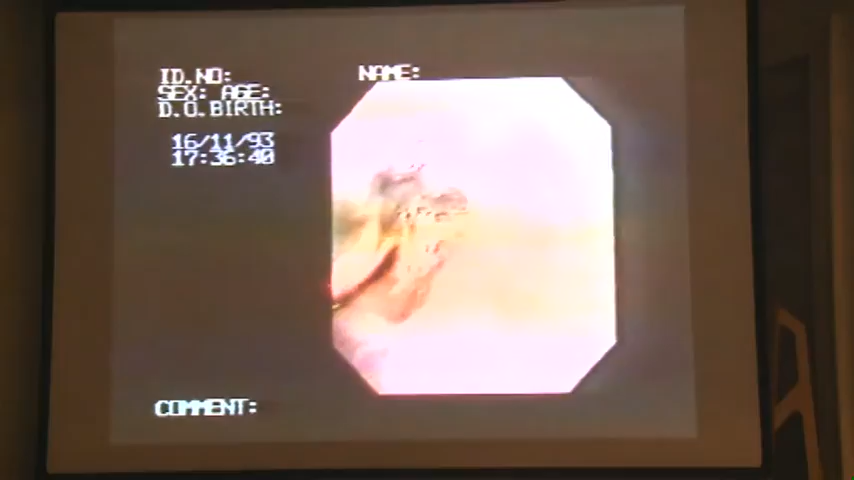 ID.NO:
NAME:
SEX: AGE:
D.O.BIRTH:
16/11/93
17:36:40
COMMENT: